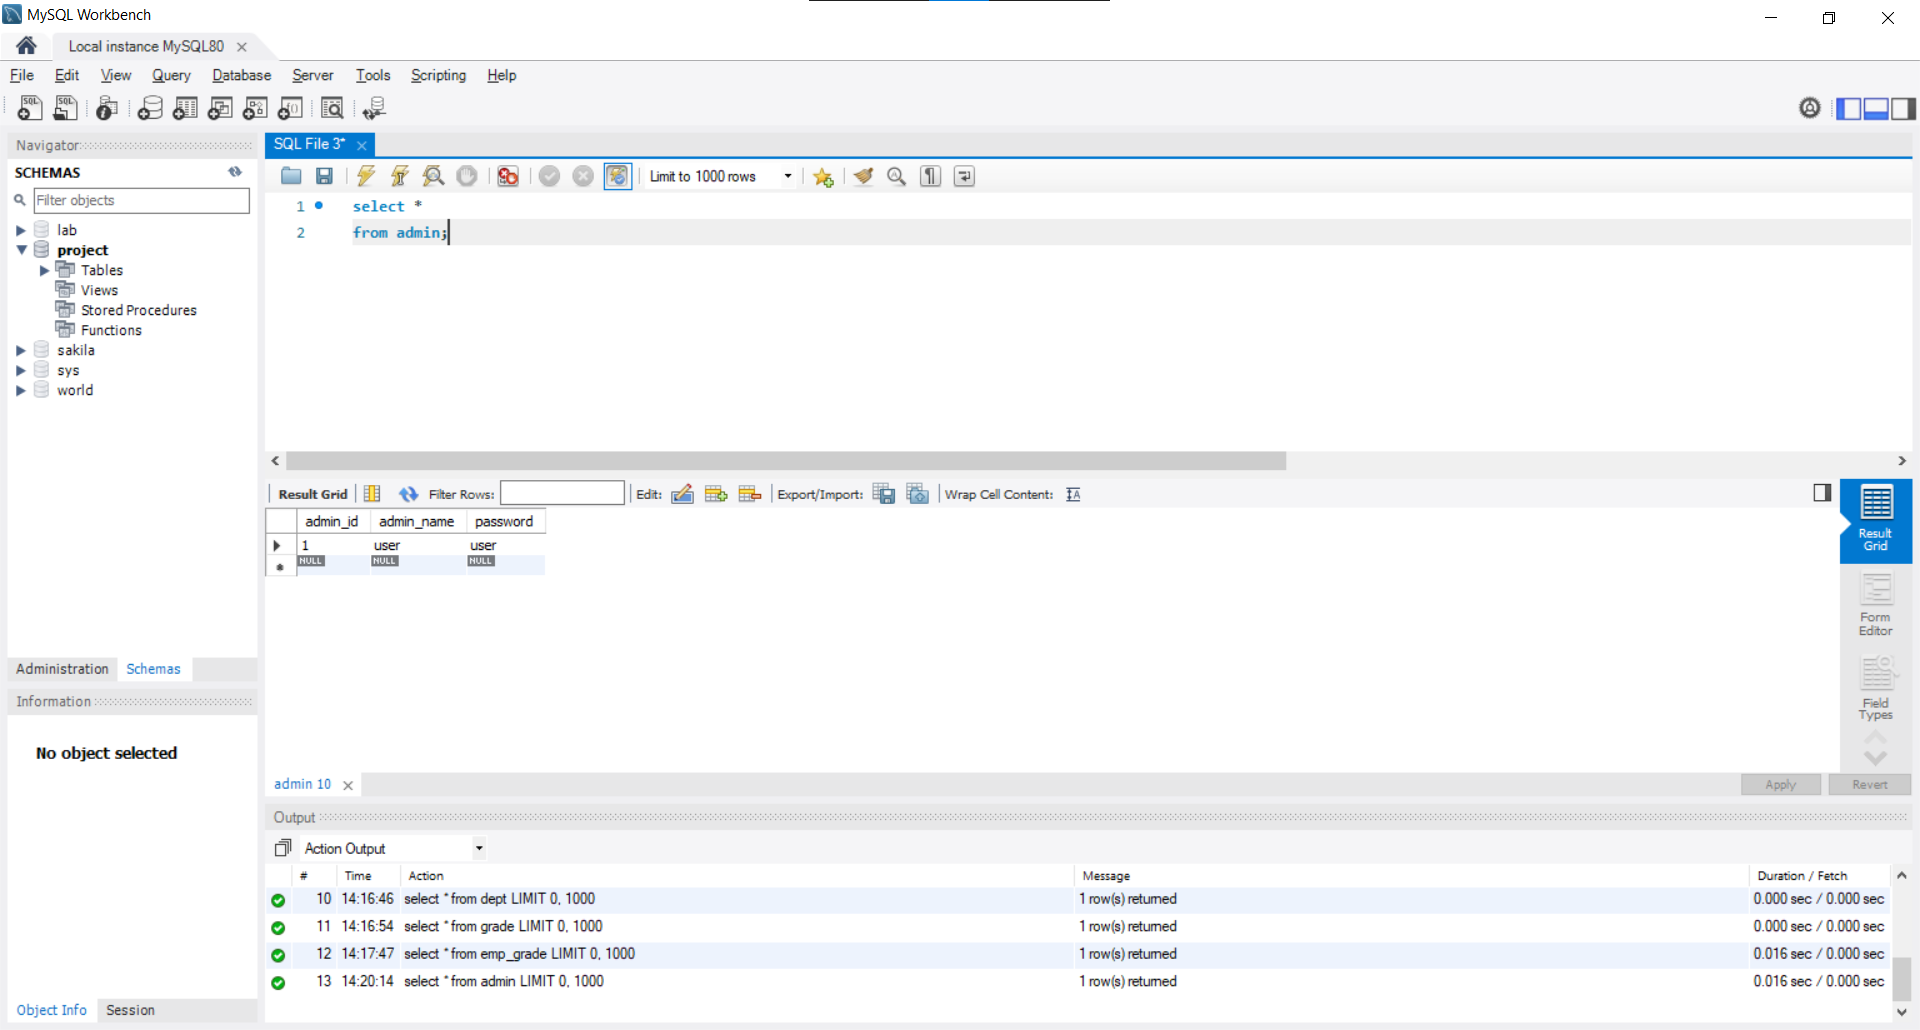 MySQL Workbench
Local instance MySQL80
File Edit View Query Database Server Tools Scripting Help
Navigator
SCHEMAS
Filter objects
lab
project
Tables
Views
Stored Procedures
Functions
sakila
sys
world
Administration Schemas
Information
No object selected
Object Info Session
SQL File 3*
Limit to 1000 rows
1 select *
2 from admin;
Result Grid Filter Rows: Edit: Export/Import: Wrap Cell Content:
admin_id admin_name password
1 user user
NULL NULL NULL
Result
Grid
Form
Editor
Field
Types
admin 10
Apply Revert
Output
Action Output
# Time Action Message Duration / Fetch
10 14:16:46 select * from dept LIMIT 0, 1000 1 row(s) returned 0.000 sec / 0.000 sec
11 14:16:54 select * from grade LIMIT 0, 1000 1 row(s) returned 0.000 sec / 0.000 sec
12 14:17:47 select * from emp_grade LIMIT 0, 1000 1 row(s) returned 0.016 sec / 0.000 sec
13 14:20:14 select * from admin LIMIT 0, 1000 1 row(s) returned 0.016 sec / 0.000 sec